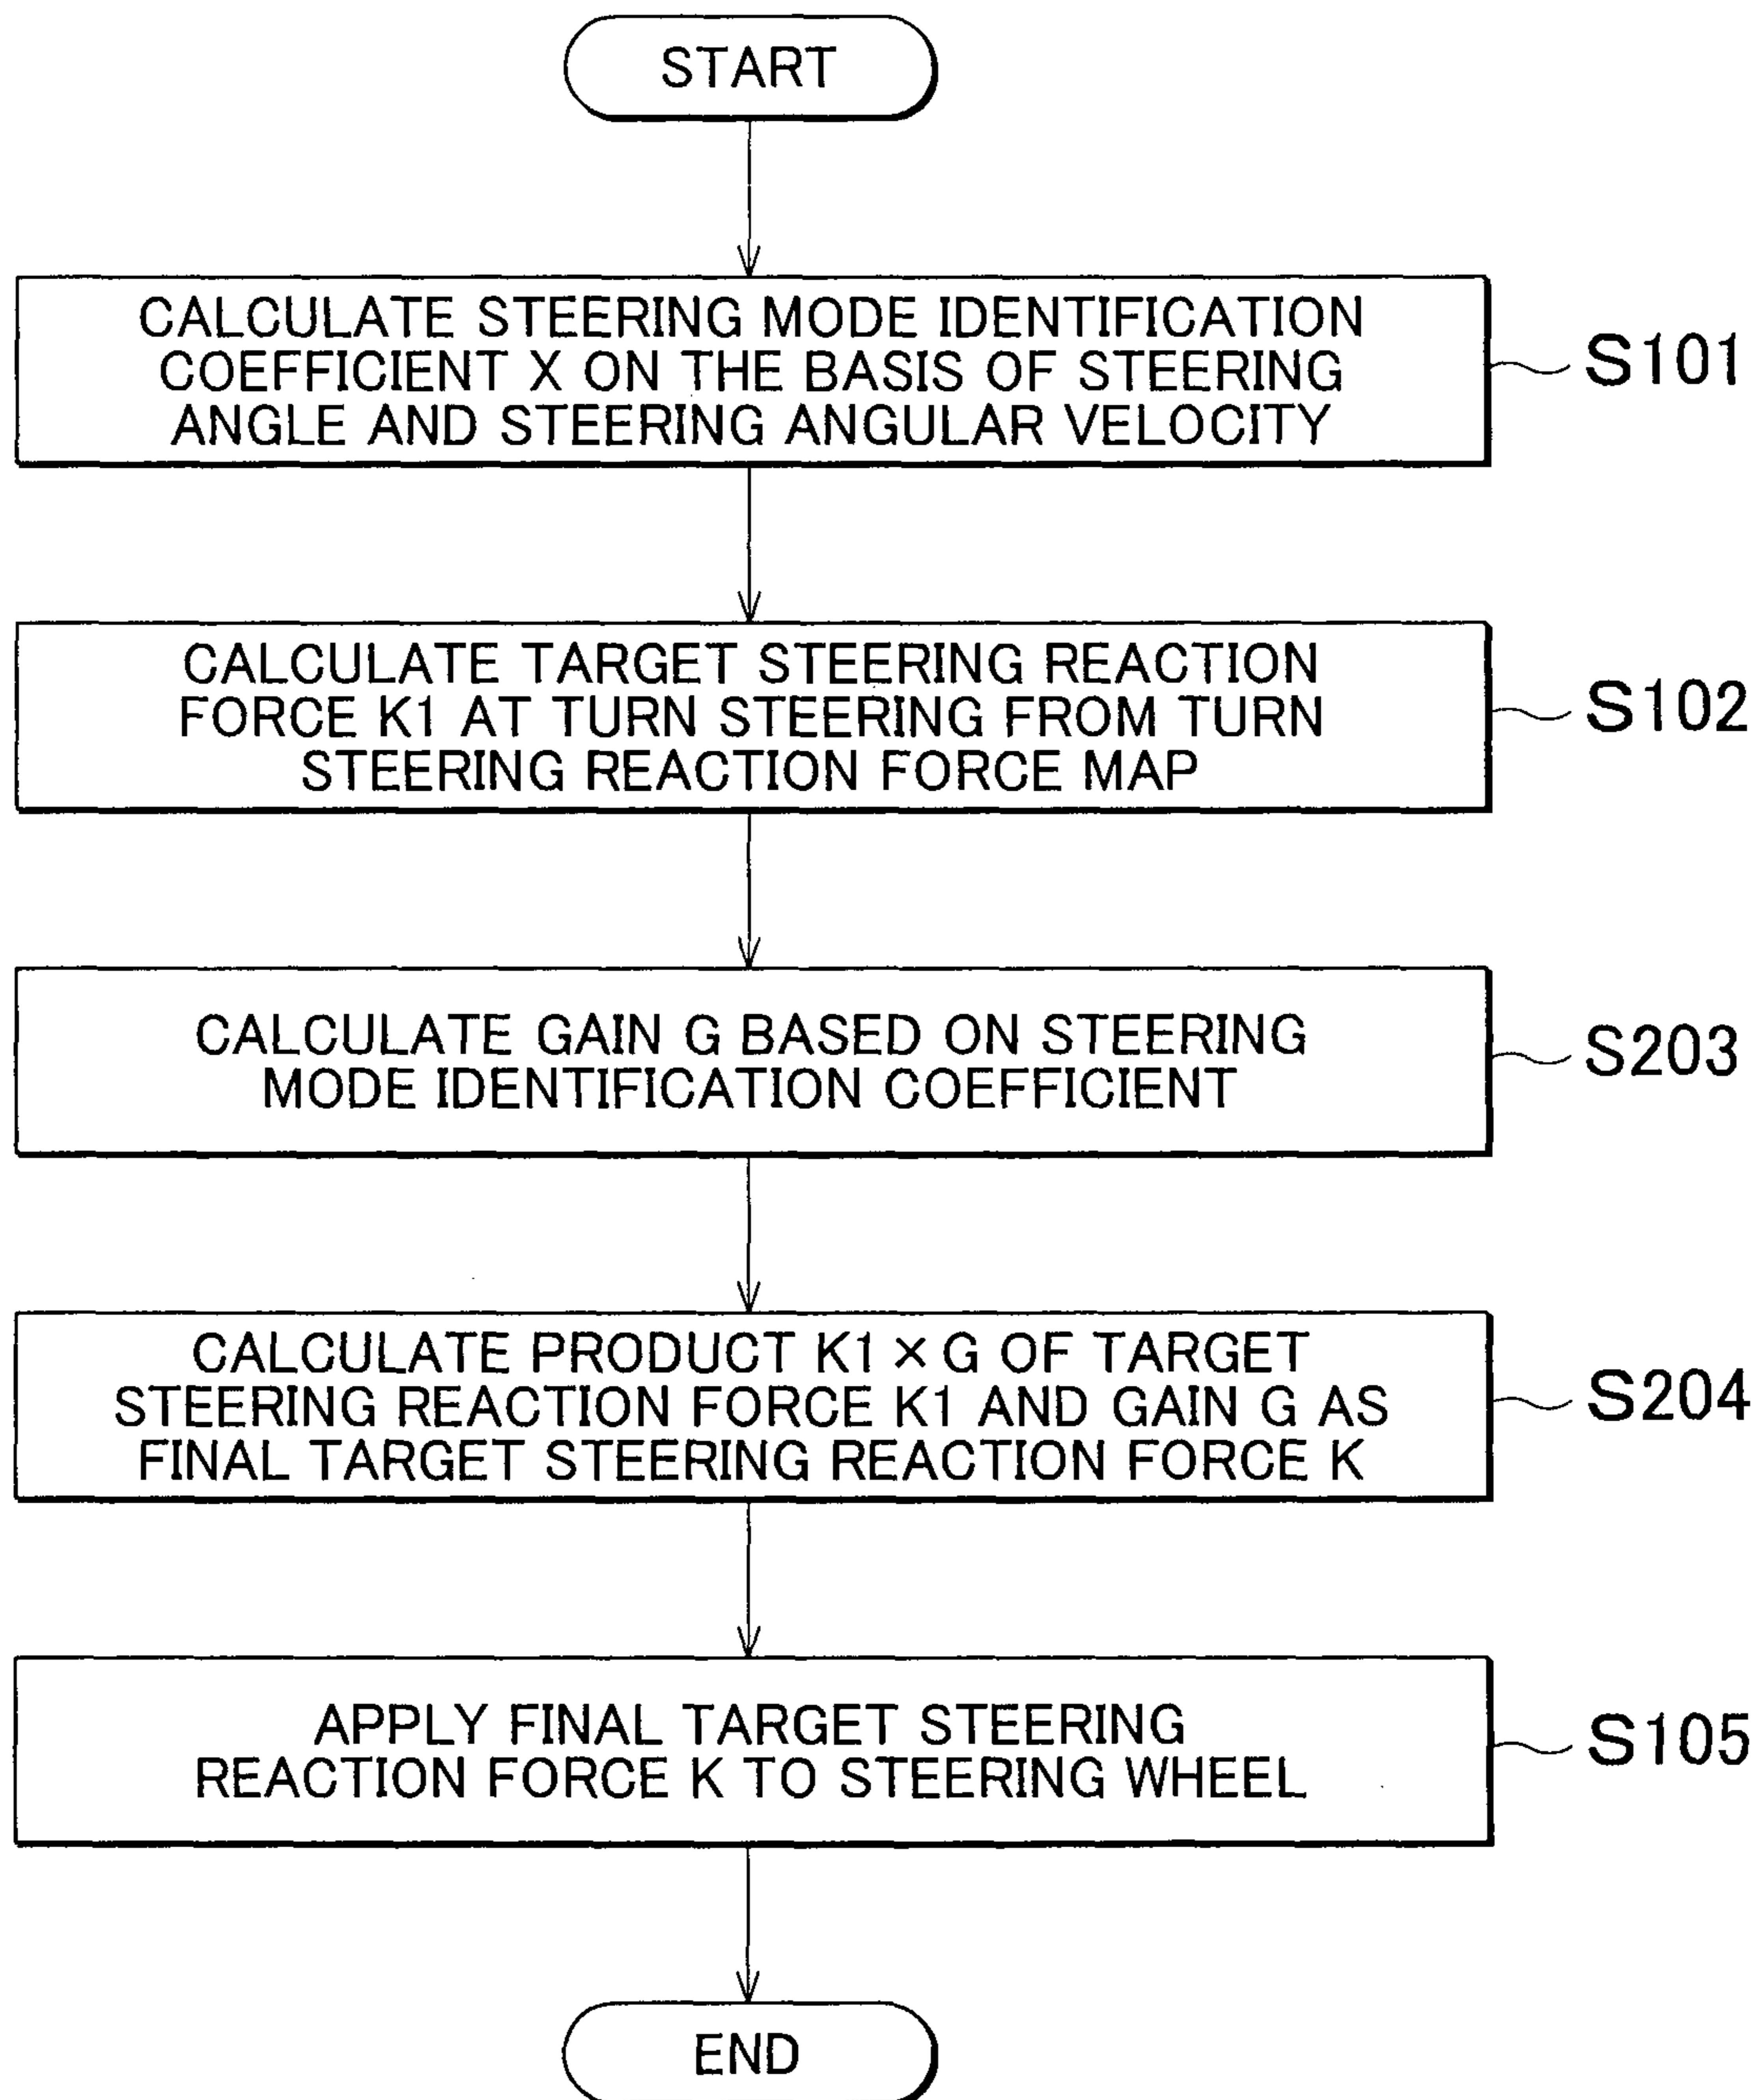 START
CALCULATE STEERING MODE IDENTIFICATION
COEFFICIENT X ON THE BASIS OF STEERING
ANGLE AND STEERING ANGULAR VELOCITY
S101
CALCULATE TARGET STEERING REACTION
FORCE K1 AT TURN STEERING FROM TURN
STEERING REACTION FORCE MAP
S102
CALCULATE GAIN G BASED ON STEERING
MODE IDENTIFICATION COEFFICIENT
S203
CALCULATE PRODUCT K1 × G OF TARGET
STEERING REACTION FORCE K1 AND GAIN G AS
FINAL TARGET STEERING REACTION FORCE K
S204
APPLY FINAL TARGET STEERING
REACTION FORCE K TO STEERING WHEEL
S105
END